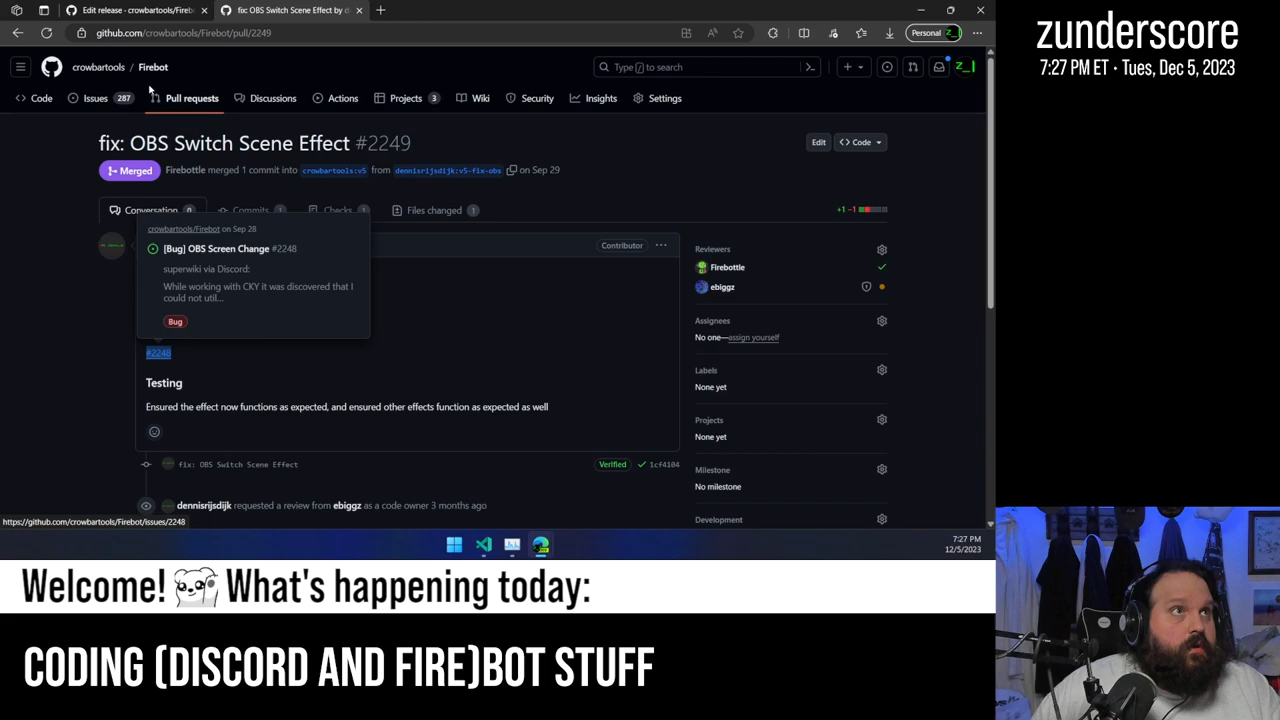 Edit release - crowbartools/Fireb
fix: OBS Switch Scene Effect by d
github.com/crowbartools/Firebot/pull/2249
Personal
crowbartools / Firebot
Type / to search
Code
Issues 287
Pull requests
Discussions
Actions
Projects 3
Wiki
Security
Insights
Settings
fix: OBS Switch Scene Effect #2249
Edit
Code
Merged
Firebottle merged 1 commit into crowbartools:v5 from dennisrijsdijk:v5-fix-obs on Sep 29
Conversation 0
Commits 1
Checks 1
Files changed 1
+1 −1
crowbartools/Firebot on Sep 28
[Bug] OBS Screen Change #2248
superwiki via Discord:
While working with CKY it was discovered that I
could not util...
Bug
Contributor
#2248
Testing
Ensured the effect now functions as expected, and ensured other effects function as expected as well
fix: OBS Switch Scene Effect
Verified
1cf4104
dennisrijsdijk requested a review from ebiggz as a code owner 3 months ago
Reviewers
Firebottle
ebiggz
Assignees
No one—assign yourself
Labels
None yet
Projects
None yet
Milestone
No milestone
Development
https://github.com/crowbartools/Firebot/issues/2248
7:27 PM
12/5/2023
zunderscore
7:27 PM ET • Tues, Dec 5, 2023
Welcome! What's happening today:
CODING (DISCORD AND FIRE)BOT STUFF